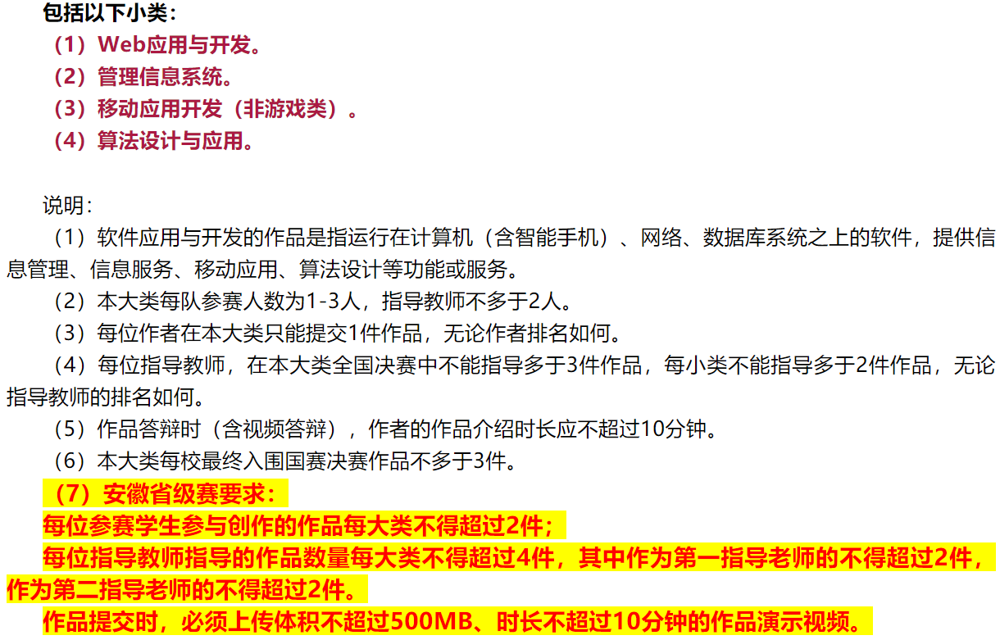 包括以下小类：
（1）Web应用与开发。
（2）管理信息系统。
（3）移动应用开发（非游戏类）。
（4）算法设计与应用。
说明：
（1）软件应用与开发的作品是指运行在计算机（含智能手机）、网络、数据库系统之上的软件，提供信
息管理、信息服务、移动应用、算法设计等功能或服务。
（2）本大类每队参赛人数为1-3人，指导教师不多于2人。
（3）每位作者在本大类只能提交1件作品，无论作者排名如何。
（4）每位指导教师，在本大类全国决赛中不能指导多于3件作品，每小类不能指导多于2件作品，无论
指导教师的排名如何。
（5）作品答辩时（含视频答辩），作者的作品介绍时长应不超过10分钟。
（6）本大类每校最终入围国赛决赛作品不多于3件。
（7）安徽省级赛要求：
每位参赛学生参与创作的作品每大类不得超过2件；
每位指导教师指导的作品数量每大类不得超过4件，其中作为第一指导老师的不得超过2件，
作为第二指导老师的不得超过2件。
作品提交时，必须上传体积不超过500MB、时长不超过10分钟的作品演示视频。